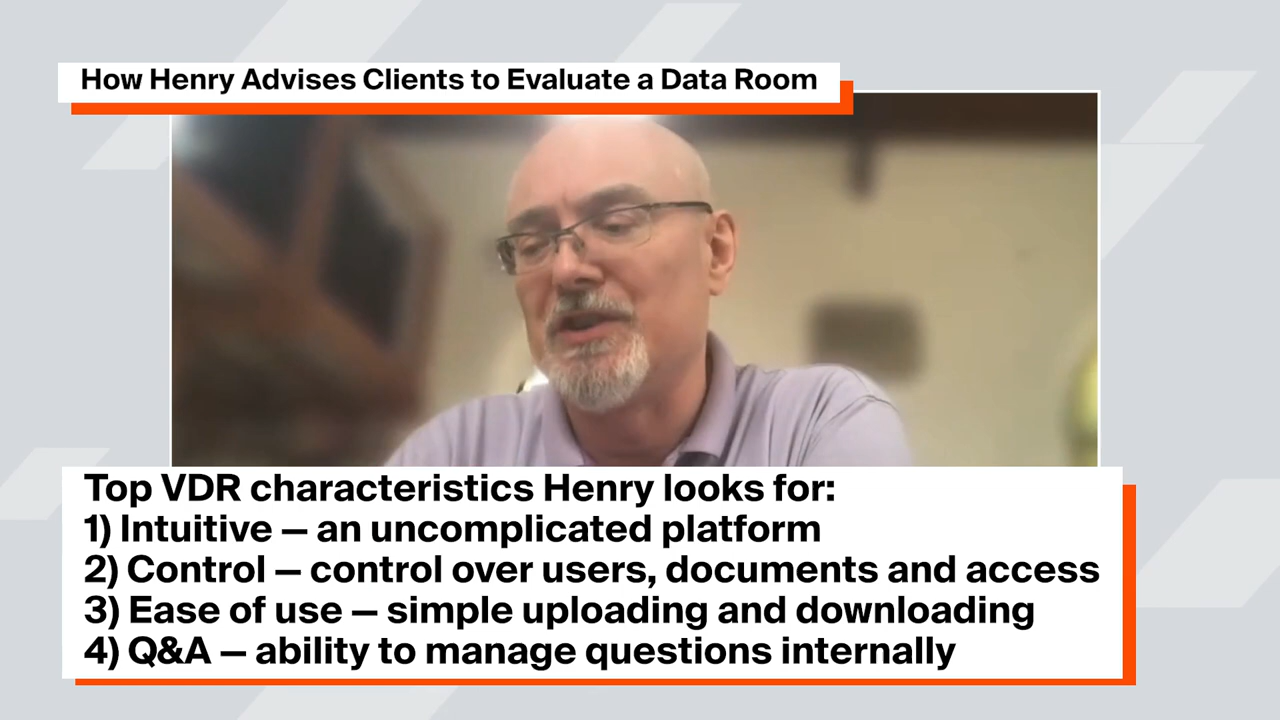 How Henry Advises Clients to Evaluate a Data Room
Top VDR characteristics Henry looks for:
1) Intuitive — an uncomplicated platform
2) Control — control over users, documents and access
3) Ease of use — simple uploading and downloading
4) Q&A — ability to manage questions internally